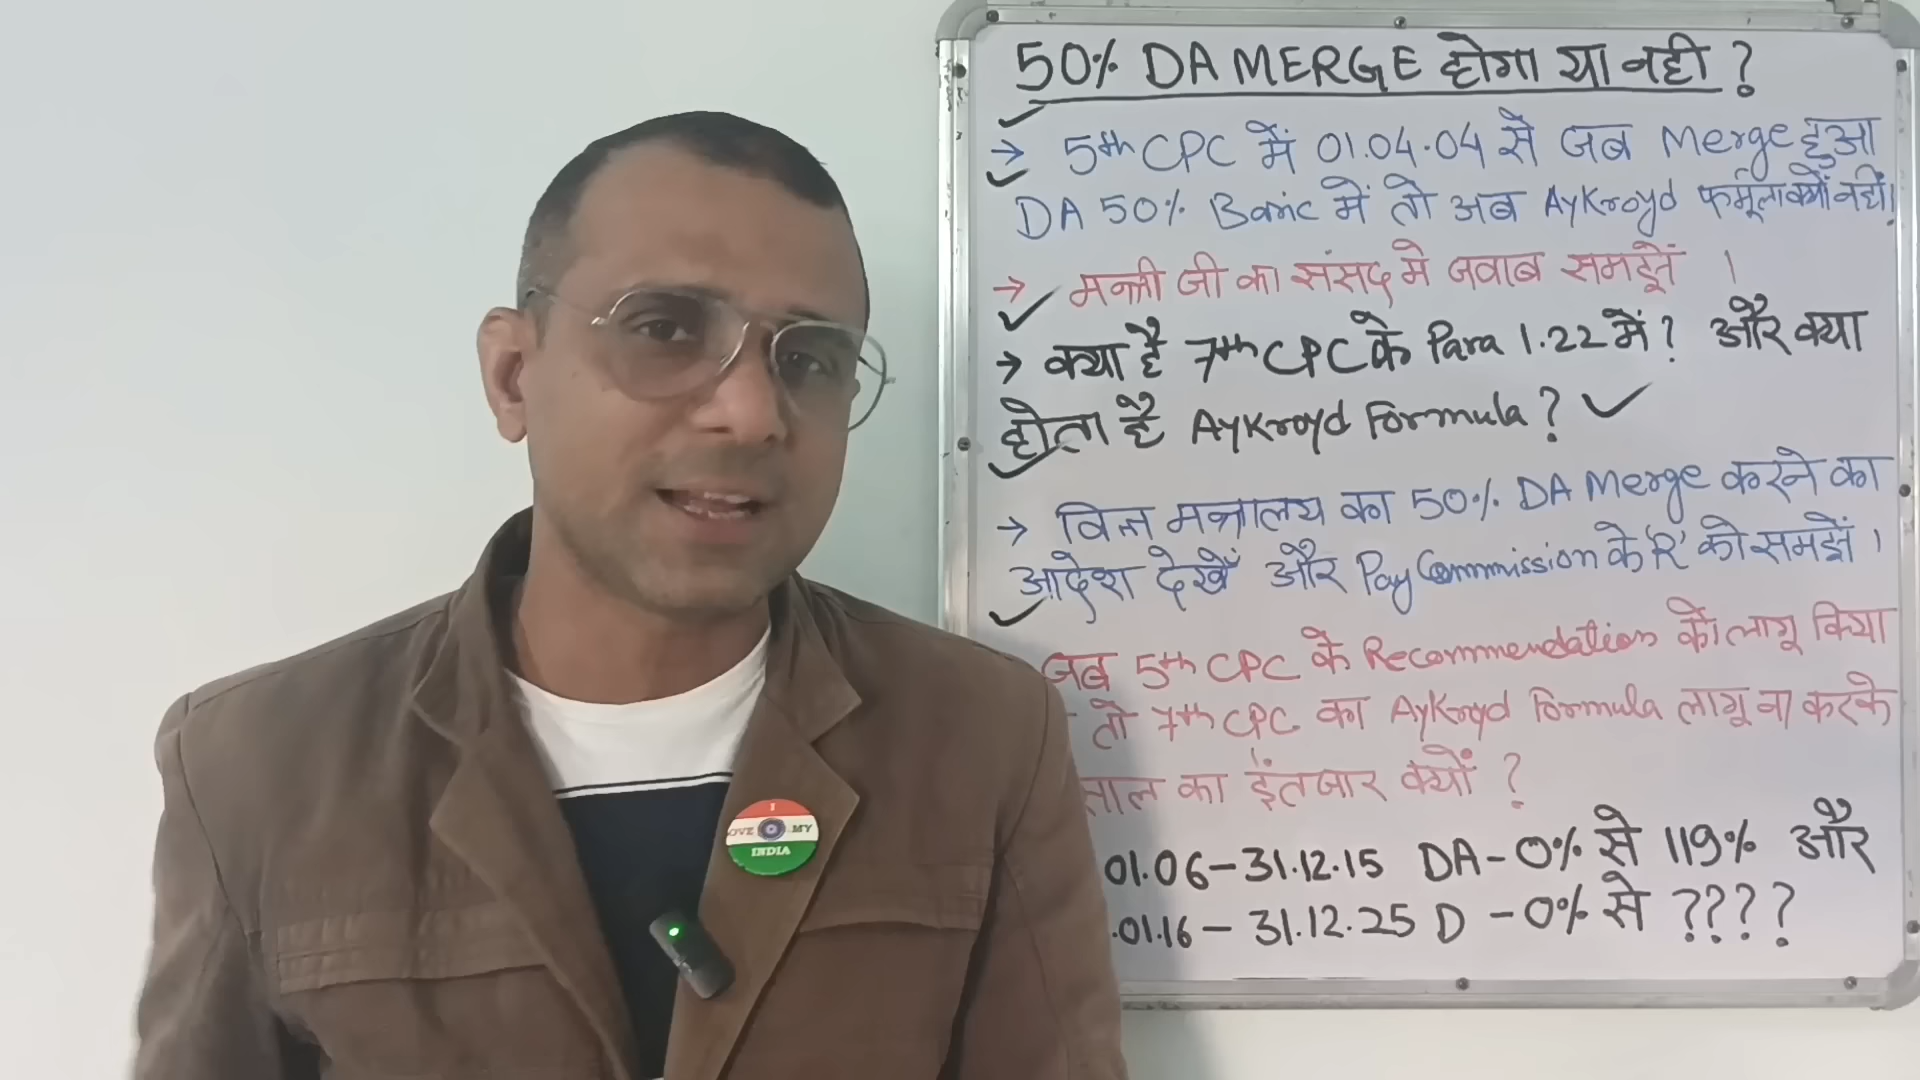 50% DA MERGE होगा या नही ?
→ 5th CPC में 01.04.04 से जब Merge हुआ
DA 50% Basic में तो अब AyKroyd फर्मूला क्यों नहीं।
→ मन्त्री जी का संसद मे जवाब समझें ।
→ क्या है 7th CPC के Para 1.22 में ? और क्या
होता है AyKroyd Formula ?
→ वित्त मन्त्रालय का 50% DA Merge करने का
आदेश देखें और Pay Commission के 'R' को समझें ।
जब 5th CPC के Recommendation को लागू किया
तो 7th CPC का AyKroyd Formula लागू ना करके
साल का इंतजार क्यों ?
01.06 – 31.12.15 DA – 0% से 119% और
.01.16 – 31.12.25 D – 0% से ????
I
LOVE MY
INDIA